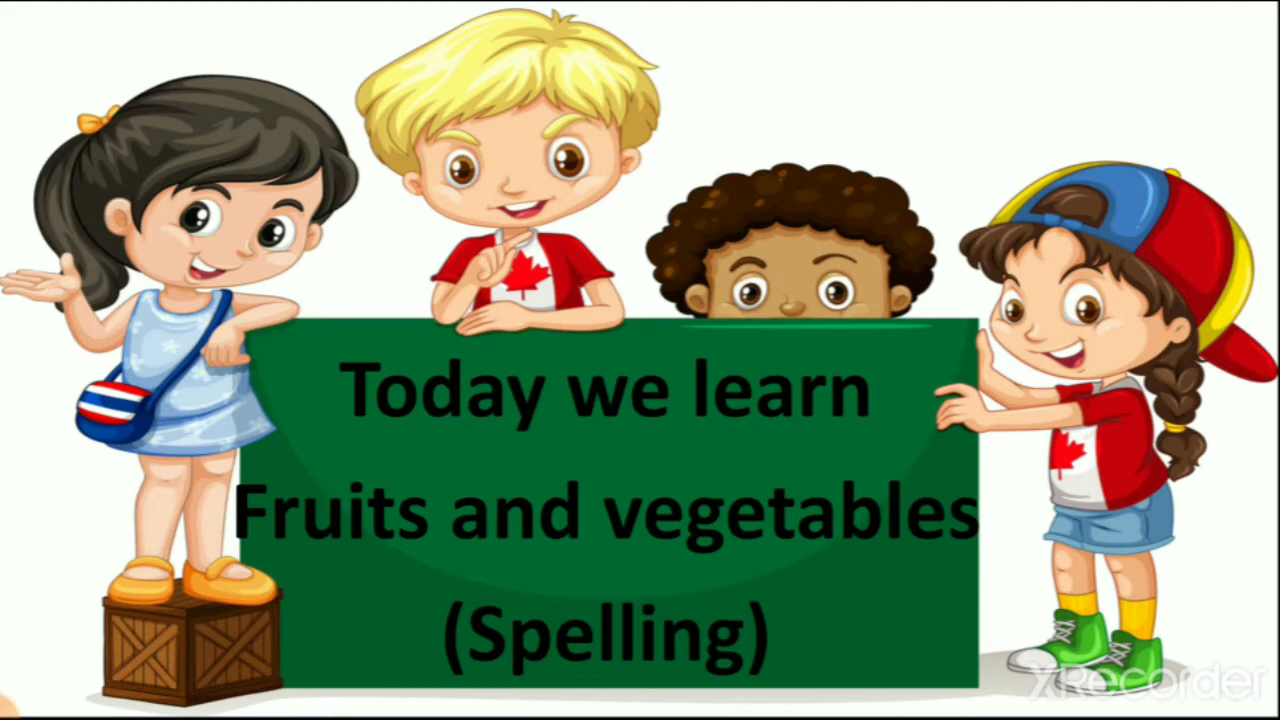 Today we learn
Fruits and vegetables
(Spelling)
XRecorder